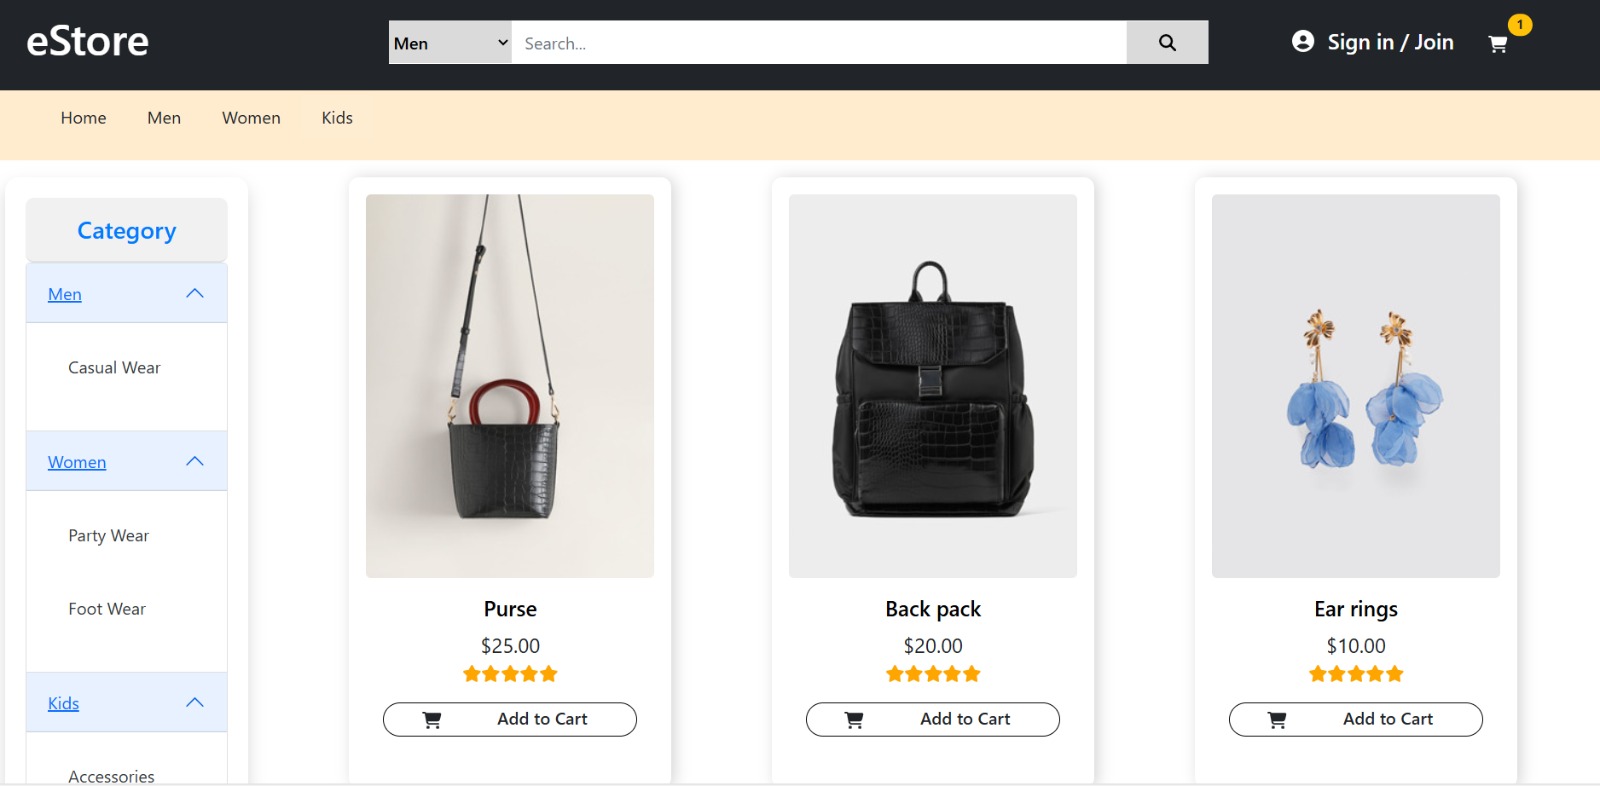 eStore
Men
Search...
Sign in / Join
1
Home Men Women Kids
Category
Men
Casual Wear
Women
Party Wear
Foot Wear
Kids
Accessories
Purse
$25.00
Add to Cart
Back pack
$20.00
Add to Cart
Ear rings
$10.00
Add to Cart